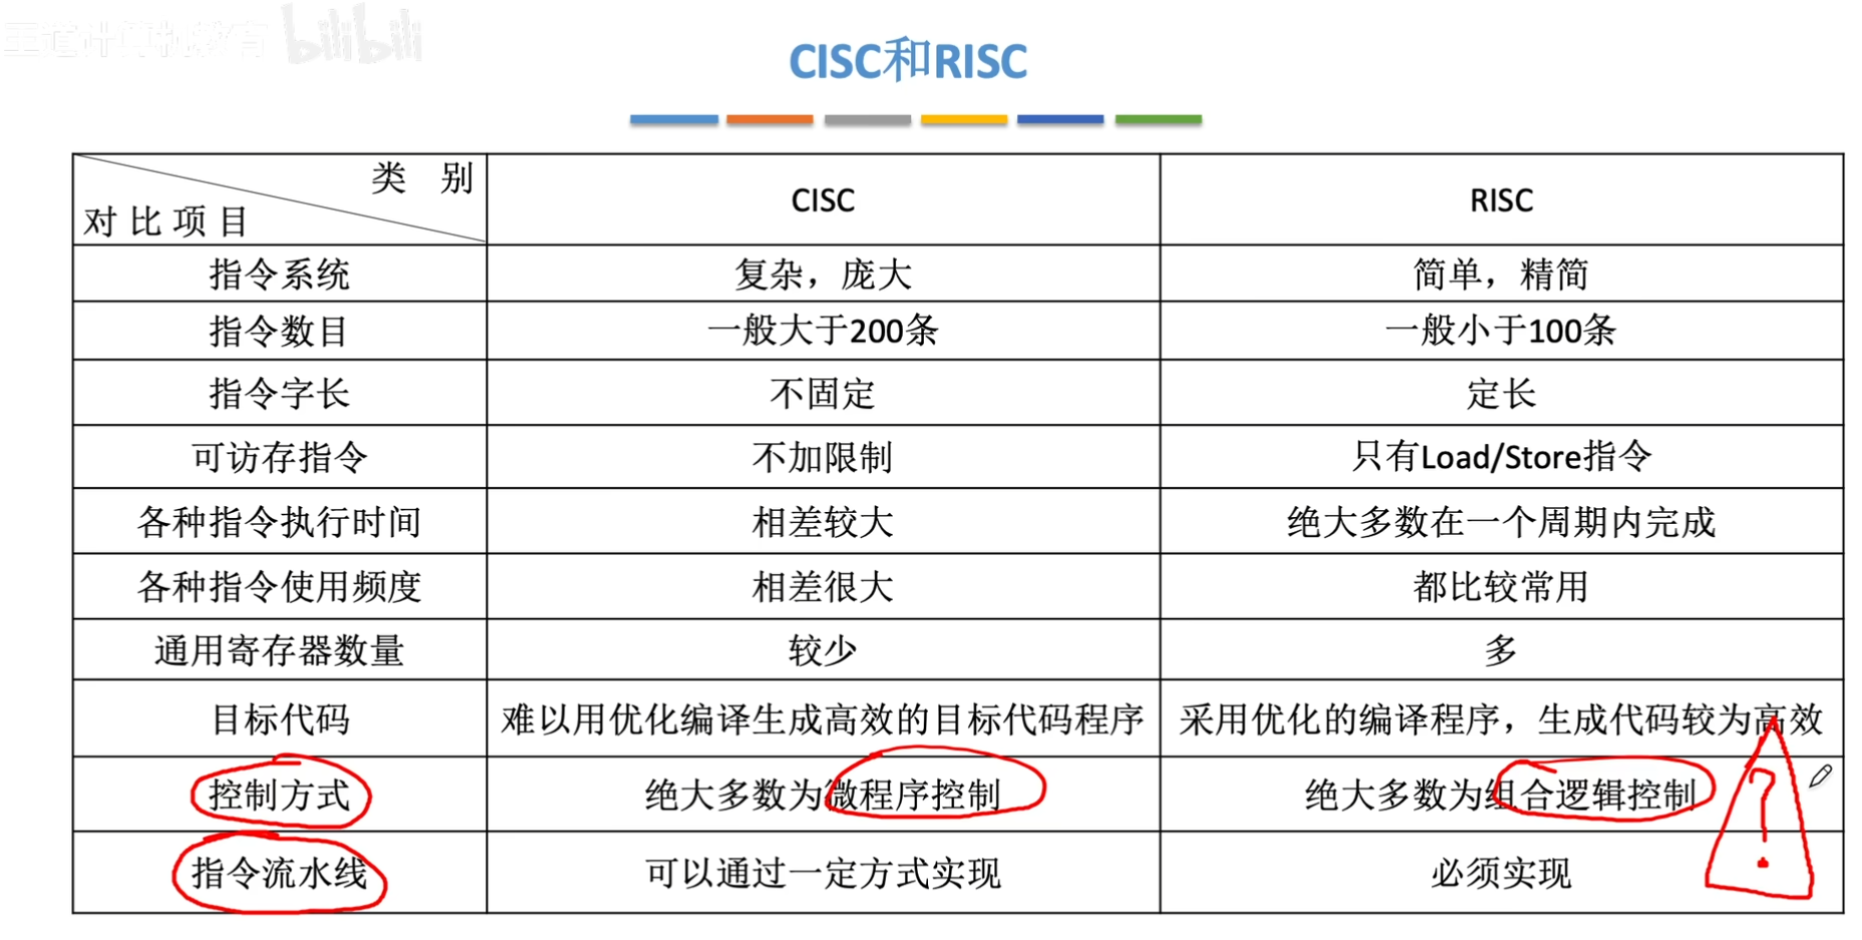 王道计算机教育 bilibili
CISC和RISC
类 别
对比项目
CISC
RISC
指令系统
复杂，庞大
简单，精简
指令数目
一般大于200条
一般小于100条
指令字长
不固定
定长
可访存指令
不加限制
只有Load/Store指令
各种指令执行时间
相差较大
绝大多数在一个周期内完成
各种指令使用频度
相差很大
都比较常用
通用寄存器数量
较少
多
目标代码
难以用优化编译生成高效的目标代码程序
采用优化的编译程序，生成代码较为高效
控制方式
绝大多数为微程序控制
绝大多数为组合逻辑控制
?
指令流水线
可以通过一定方式实现
必须实现